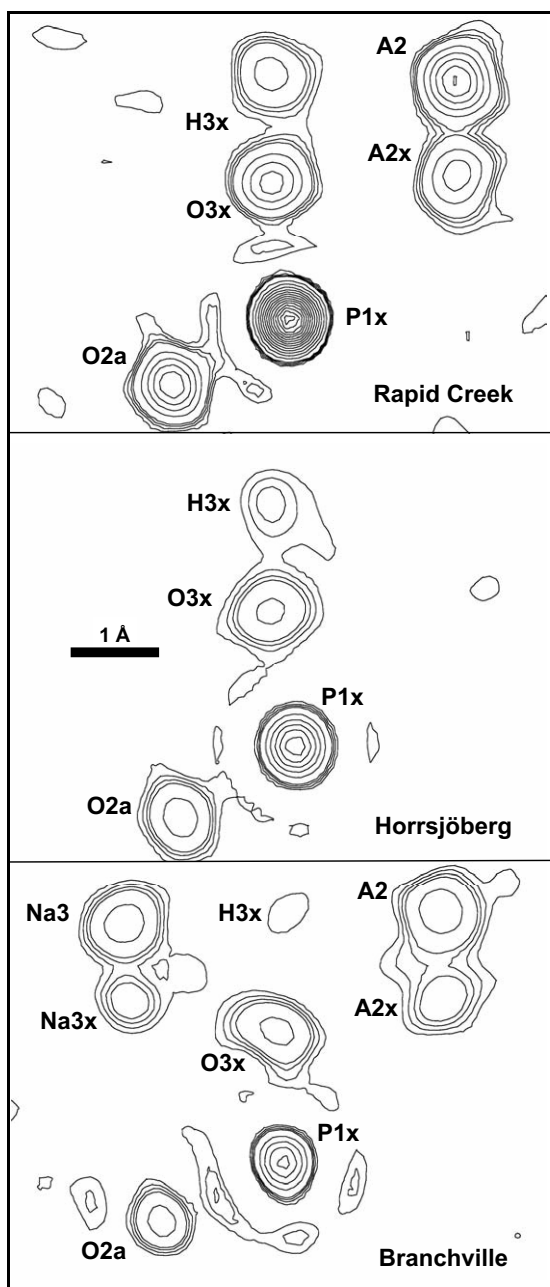 A2
H3x
A2x
O3x
P1x
O2a
Rapid Creek
H3x
O3x
1 Å
P1x
O2a
Horrsjöberg
Na3
H3x
A2
Na3x
A2x
O3x
P1x
O2a
Branchville